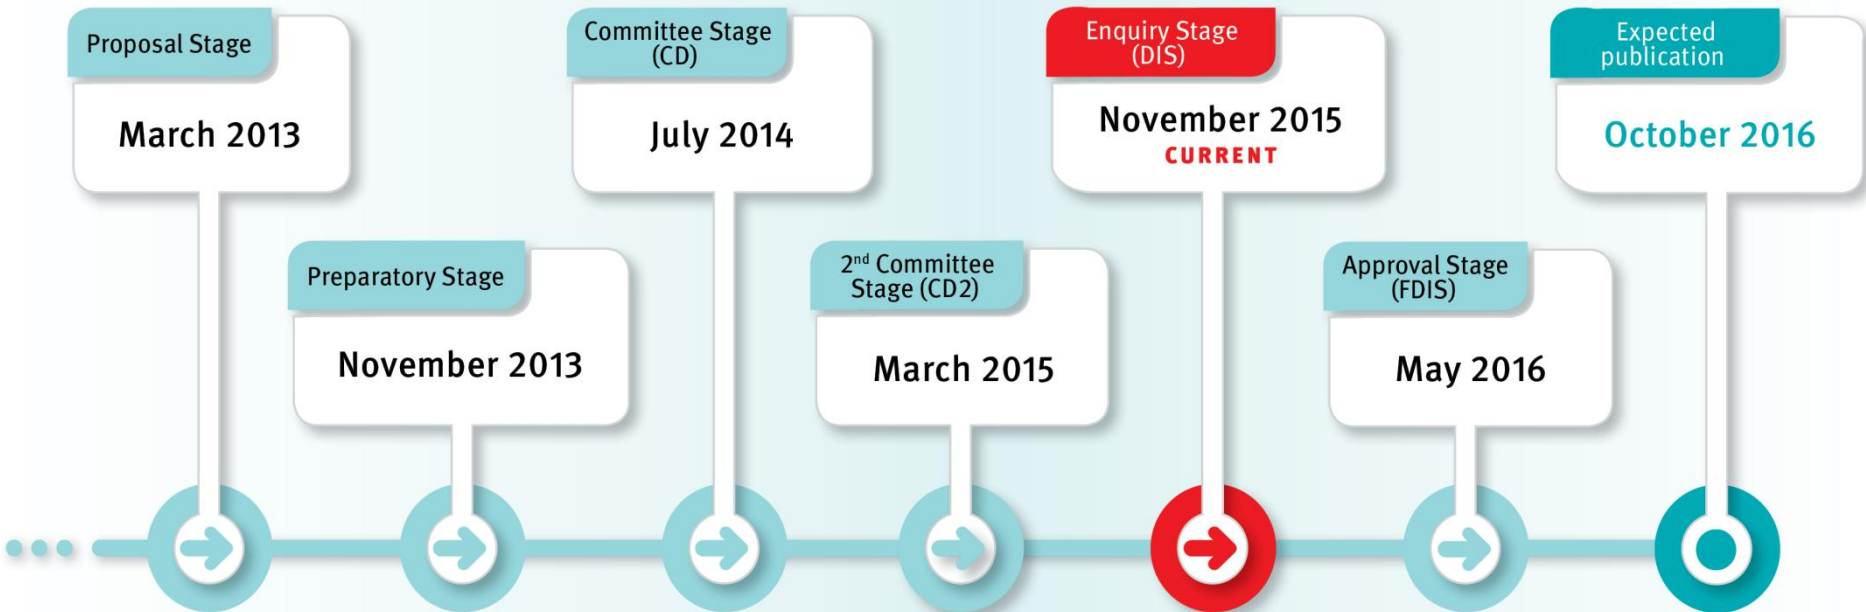 Proposal Stage
March 2013
Preparatory Stage
November 2013
Committee Stage
(CD)
July 2014
2nd Committee
Stage (CD2)
March 2015
Enquiry Stage
(DIS)
November 2015
CURRENT
Approval Stage
(FDIS)
May 2016
Expected
publication
October 2016